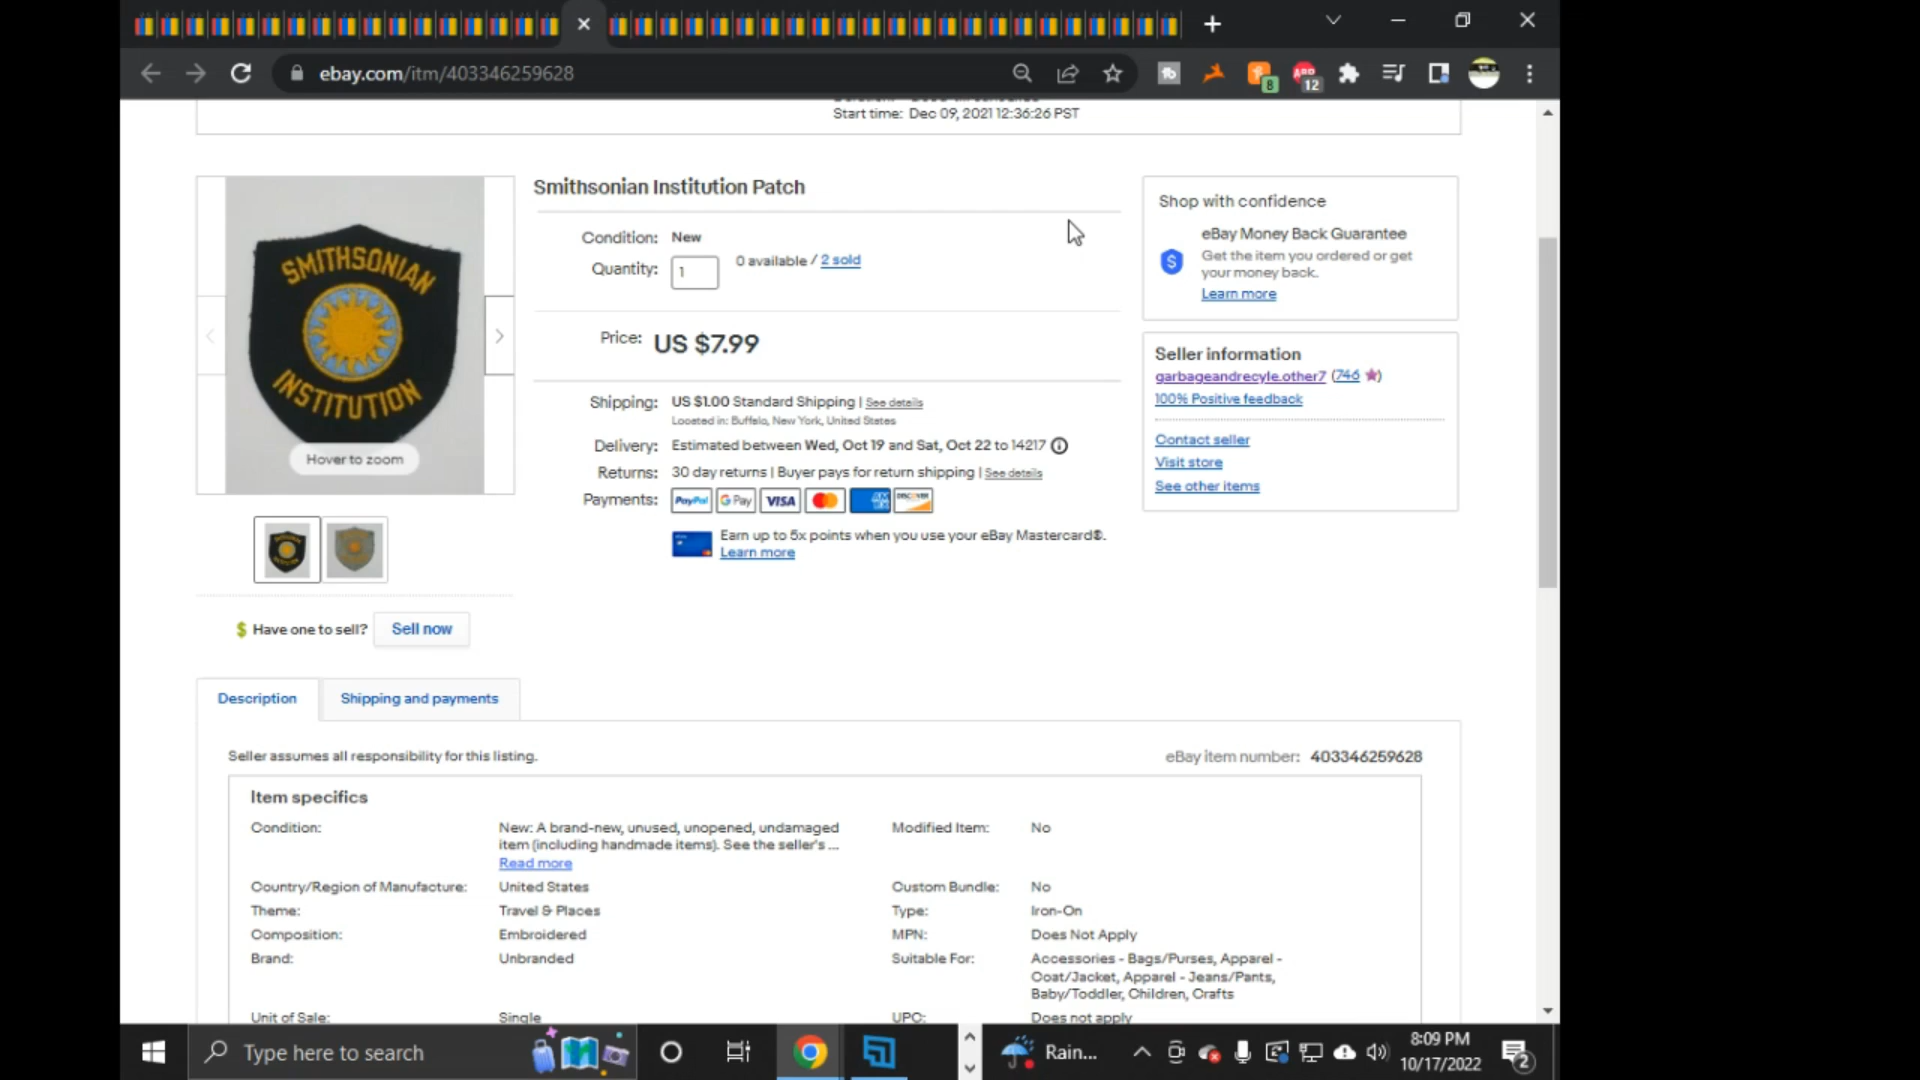 ebay.com/itm/403346259628
8
12
Start time: Dec 09, 2021 12:36:26 PST
Smithsonian Institution Patch
Condition: New
Quantity: 1
0 available / 2 sold
Price: US $7.99
Shipping: US $1.00 Standard Shipping | See details
Located in: Buffalo, New York, United States
Delivery: Estimated between Wed, Oct 19 and Sat, Oct 22 to 14217
Returns: 30 day returns | Buyer pays for return shipping | See details
Payments: PayPal G Pay VISA DISCOVER
Earn up to 5x points when you use your eBay Mastercard®.
Learn more
SMITHSONIAN
INSTITUTION
Hover to zoom
Have one to sell? Sell now
Shop with confidence
eBay Money Back Guarantee
Get the item you ordered or get
your money back.
Learn more
Seller information
garbageandrecyle.other7 (746)
100% Positive feedback
Contact seller
Visit store
See other items
Description
Shipping and payments
Seller assumes all responsibility for this listing.
eBay item number: 403346259628
Item specifics
Condition: New: A brand-new, unused, unopened, undamaged
item (including handmade items). See the seller's ...
Read more
Modified Item: No
Country/Region of Manufacture: United States
Custom Bundle: No
Theme: Travel & Places
Type: Iron-On
Composition: Embroidered
MPN: Does Not Apply
Brand: Unbranded
Suitable For: Accessories - Bags/Purses, Apparel -
Coat/Jacket, Apparel - Jeans/Pants,
Baby/Toddler, Children, Crafts
Unit of Sale: Single
UPC: Does not apply
Type here to search
Rain...
8:09 PM
10/17/2022
2